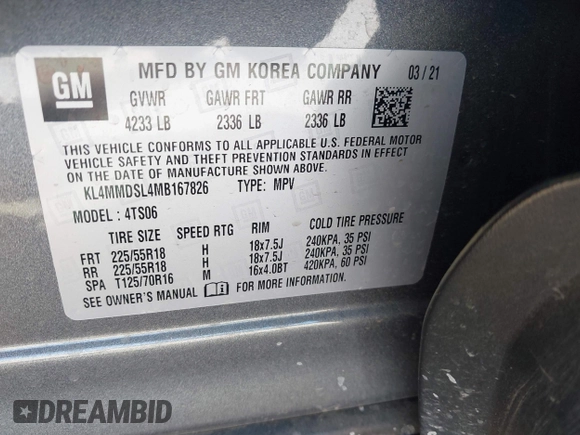 GM
MFD BY GM KOREA COMPANY 03 / 21
GVWR GAWR FRT GAWR RR
4233 LB 2336 LB 2336 LB
THIS VEHICLE CONFORMS TO ALL APPLICABLE U.S. FEDERAL MOTOR
VEHICLE SAFETY AND THEFT PREVENTION STANDARDS IN EFFECT
ON THE DATE OF MANUFACTURE SHOWN ABOVE.
KL4MMDSL4MB167826 TYPE: MPV
MODEL : 4TS06
TIRE SIZE SPEED RTG RIM COLD TIRE PRESSURE
FRT 225/55R18 H 18x7.5J 240KPA, 35 PSI
RR 225/55R18 H 18x7.5J 240KPA, 35 PSI
SPA T125/70R16 M 16x4.0BT 420KPA, 60 PSI
SEE OWNER'S MANUAL FOR MORE INFORMATION.
DREAMBID